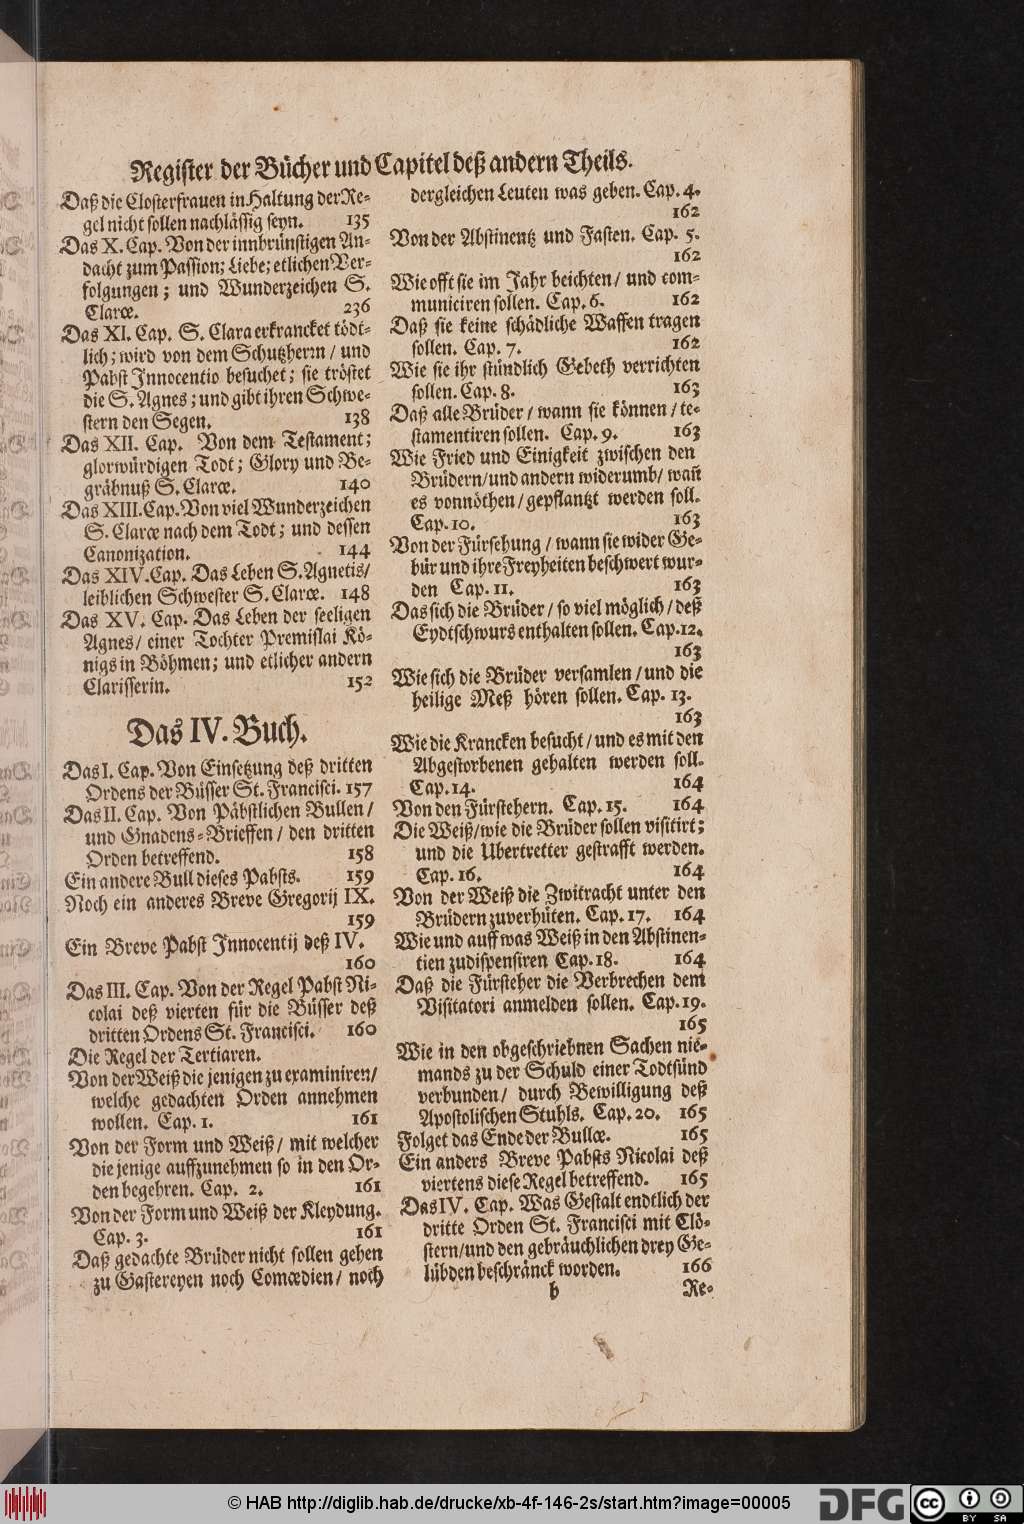 Register der Bücher und Capitel deß andern Theils.
Daß die Closterfrauen in Haltung der Re-
gel nicht sollen nachlässig seyn. 135
Das X. Cap. Von der innbrünstigen An-
dacht zum Passion; Liebe; etlichen Ver-
folgungen; und Wunderzeichen S.
Claræ. 236
Das XI. Cap. S. Clara erkrancket tödt-
lich; wird von dem Schutzherrn / und
Pabst Innocentio besuchet; sie tröstet
die S. Agnes; und gibt ihren Schwe-
stern den Segen. 138
Das XII. Cap. Von dem Testament;
glorwürdigen Todt; Glory und Be-
gräbnuß S. Claræ. 140
Das XIII. Cap. Von viel Wunderzeichen
S. Claræ nach dem Todt; und dessen
Canonization. 144
Das XIV. Cap. Das Leben S. Agnetis/
leiblichen Schwester S. Claræ. 148
Das XV. Cap. Das Leben der seeligen
Agnes/ einer Tochter Premislai Kö-
nigs in Böhmen; und etlicher andern
Clarisserin. 152
Das IV. Buch.
Das I. Cap. Von Einsetzung deß dritten
Ordens der Büsser St. Francisci. 157
Das II. Cap. Von Päbstlichen Bullen /
und Gnadens-Brieffen / den dritten
Orden betreffend. 158
Ein andere Bull dieses Pabsts. 159
Noch ein anderes Breve Gregorij IX.
159
Ein Breve Pabst Innocentij deß IV.
160
Das III. Cap. Von der Regel Pabst Ni-
colai deß vierten für die Büsser deß
dritten Ordens St. Francisci. 160
Die Regel der Tertiaren.
Von der Weiß die jenigen zu examiniren/
welche gedachten Orden annehmen
wollen. Cap. 1. 161
Von der Form und Weiß / mit welcher
die jenige auffzunehmen so in den Or-
den begehren. Cap. 2. 161
Von der Form und Weiß der Kleydung.
Cap. 3. 161
Daß gedachte Brüder nicht sollen gehen
zu Gastereyen noch Comœdien / noch
dergleichen Leuten was geben. Cap. 4.
162
Von der Abstinentz und Fasten. Cap. 5.
162
Wie offt sie im Jahr beichten / und com-
municiren sollen. Cap. 6. 162
Daß sie keine schädliche Waffen tragen
sollen. Cap. 7. 162
Wie sie ihr stündlich Gebeth verrichten
sollen. Cap. 8. 163
Daß alle Brüder / wann sie können / te-
stamentiren sollen. Cap. 9. 163
Wie Fried und Einigkeit zwischen den
Brüdern/ und andern widerumb/ wañ
es vonnöthen / gepflantzt werden soll.
Cap. 10. 163
Von der Fürsehung / wann sie wider Ge-
bür und ihre Freyheiten beschwert wur-
den Cap. 11. 163
Das sich die Brüder / so viel möglich / deß
Eydtschwurs enthalten sollen. Cap. 12.
163
Wie sich die Brüder versamlen / und die
heilige Meß hören sollen. Cap. 13.
163
Wie die Krancken besucht / und es mit den
Abgestorbenen gehalten werden soll.
Cap. 14. 164
Von den Fürstehern. Cap. 15. 164
Die Weiß/ wie die Brüder sollen visitirt;
und die Ubertretter gestrafft werden.
Cap. 16. 164
Von der Weiß die Zwitracht unter den
Brüdern zuverhüten. Cap. 17. 164
Wie und auff was Weiß in den Abstinen-
tien zudispensiren Cap. 18. 164
Daß die Fürsteher die Verbrechen dem
Visitatori anmelden sollen. Cap. 19.
165
Wie in den obgeschriebnen Sachen nie-
mands zu der Schuld einer Todtsünd
verbunden / durch Bewilligung deß
Apostolischen Stuhls. Cap. 20. 165
Folget das Ende der Bullæ. 165
Ein anders Breve Pabsts Nicolai deß
viertens diese Regel betreffend. 165
Das IV. Cap. Was Gestalt endtlich der
dritte Orden St. Francisci mit Clö-
stern/ und den gebräuchlichen drey Ge-
lübden beschränck worden. 166
b Re-
© HAB http://diglib.hab.de/drucke/xb-4f-146-2s/start.htm?image=00005
DFG cc BY SA